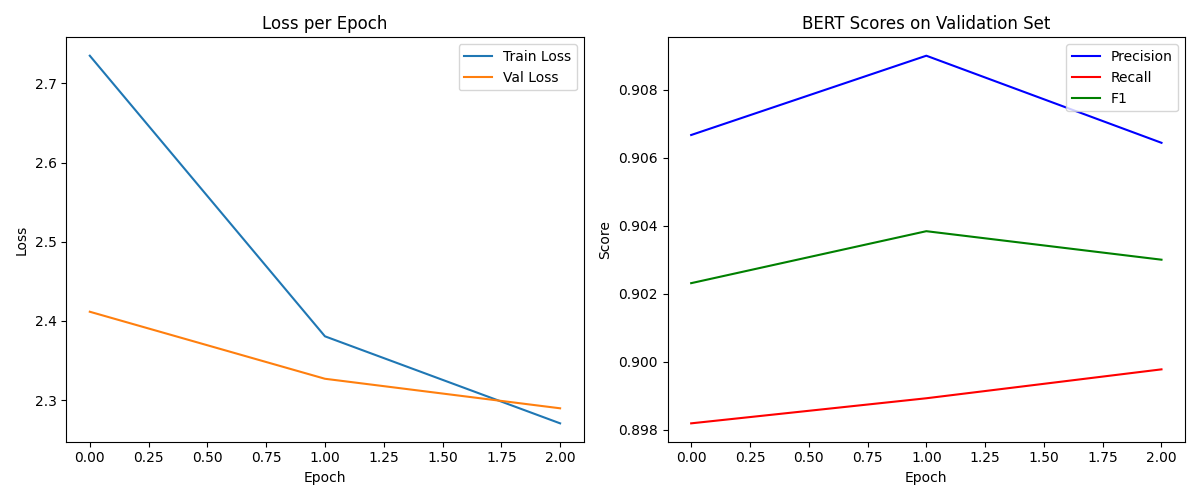 Loss per Epoch
Train Loss
Val Loss
2.7
2.6
2.5
2.4
2.3
Loss
0.00 0.25 0.50 0.75 1.00 1.25 1.50 1.75 2.00
Epoch
BERT Scores on Validation Set
Precision
Recall
F1
0.908
0.906
0.904
0.902
0.900
0.898
Score
0.00 0.25 0.50 0.75 1.00 1.25 1.50 1.75 2.00
Epoch